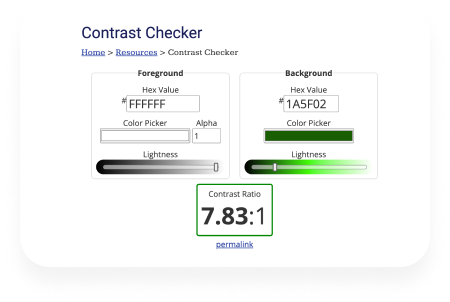 Contrast Checker
Home > Resources > Contrast Checker
Foreground
Hex Value
# FFFFFF
Color Picker
Alpha
1
Lightness
Background
Hex Value
# 1A5F02
Color Picker
Lightness
Contrast Ratio
7.83:1
permalink